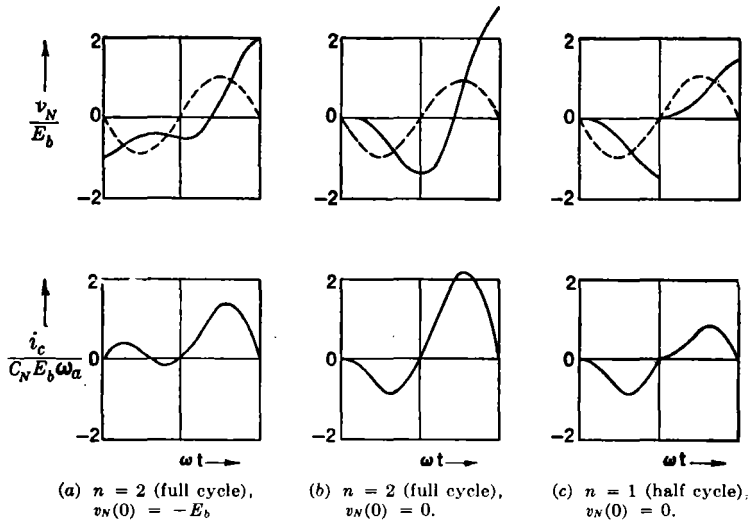 2
0
-2
v_N
E_b
2
0
-2
2
0
-2
2
0
-2
i_c
C_N E_b ω_a
2
0
-2
2
0
-2
ωt
ωt
ωt
(a) n = 2 (full cycle),
v_N(0) = −E_b
(b) n = 2 (full cycle),
v_N(0) = 0.
(c) n = 1 (half cycle),
v_N(0) = 0.